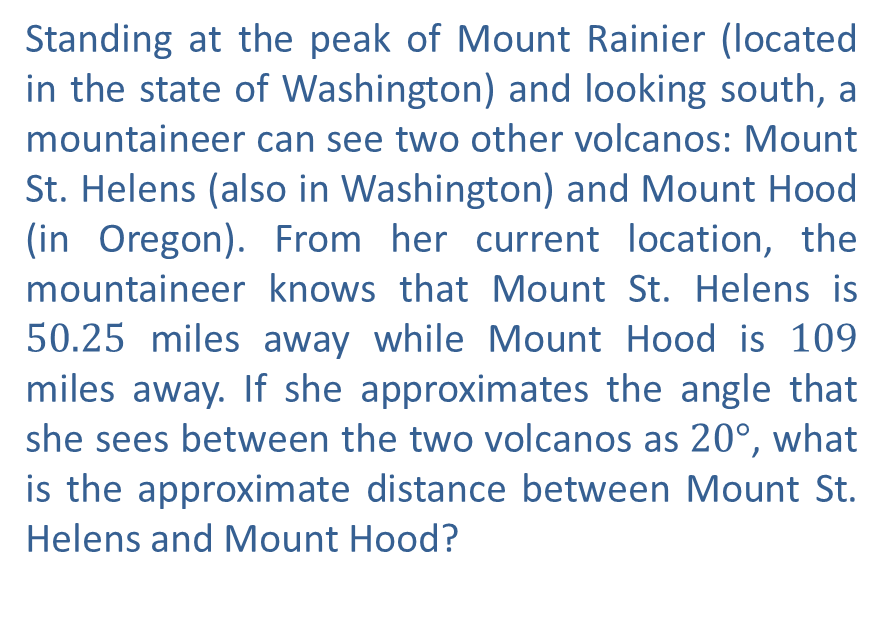 Standing at the peak of Mount Rainier (located
in the state of Washington) and looking south, a
mountaineer can see two other volcanos: Mount
St. Helens (also in Washington) and Mount Hood
(in Oregon). From her current location, the
mountaineer knows that Mount St. Helens is
50.25 miles away while Mount Hood is 109
miles away. If she approximates the angle that
she sees between the two volcanos as 20°, what
is the approximate distance between Mount St.
Helens and Mount Hood?